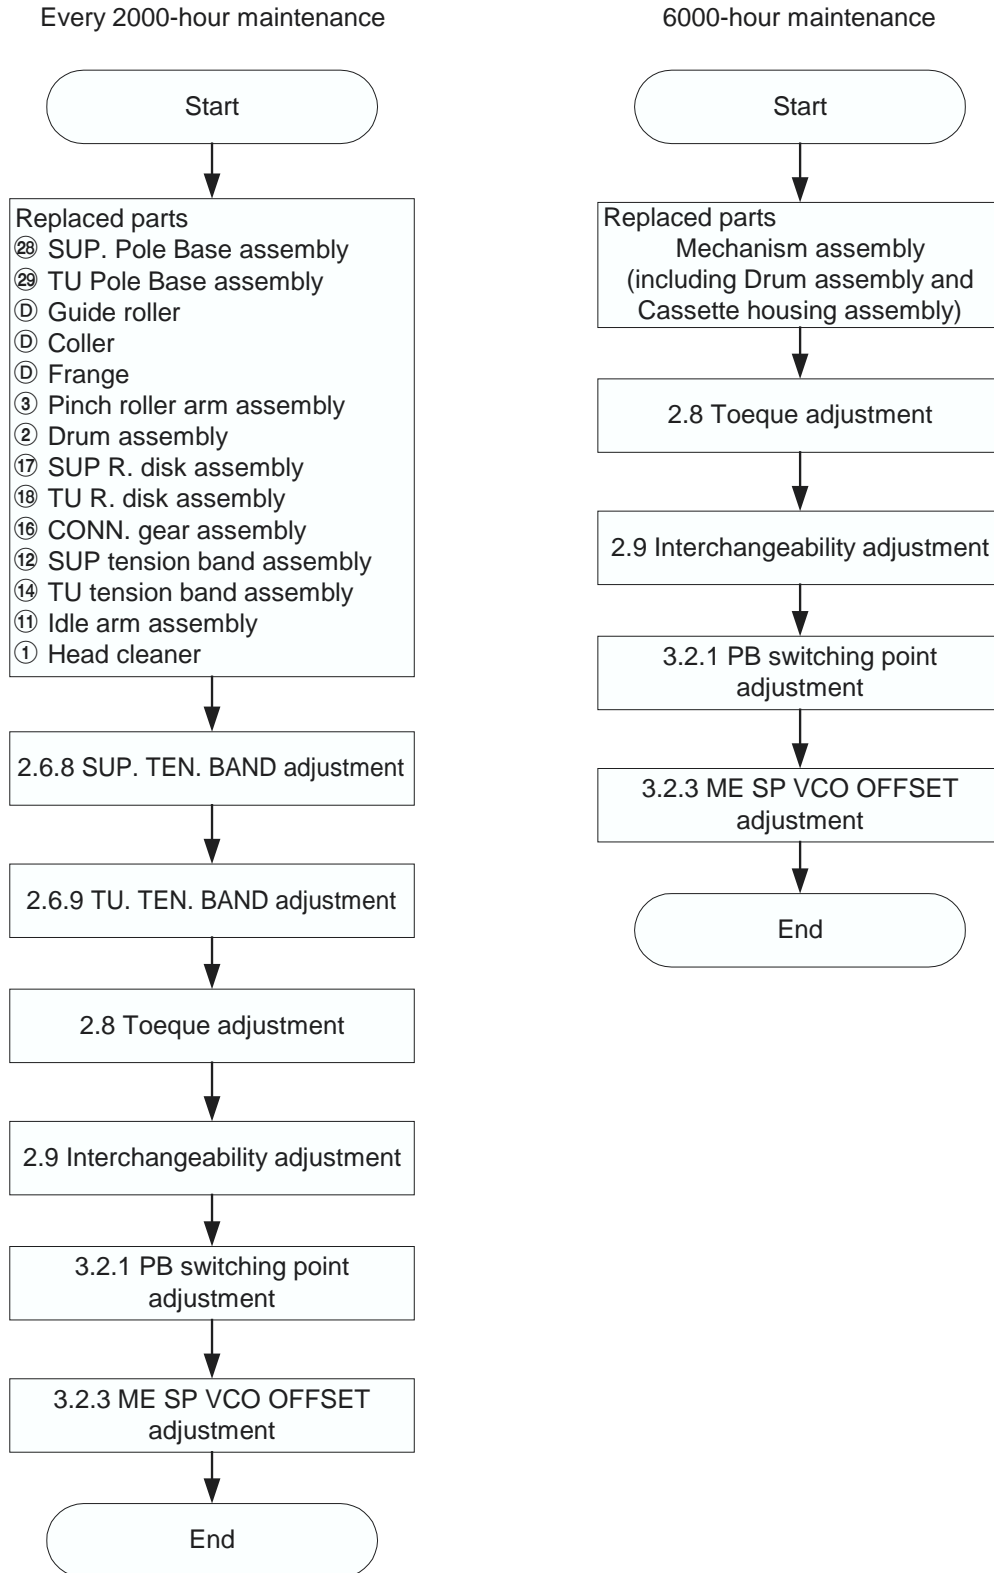 Every 2000-hour maintenance
Start
Replaced parts
㉘ SUP. Pole Base assembly
㉙ TU Pole Base assembly
Ⓓ Guide roller
Ⓓ Coller
Ⓓ Frange
③ Pinch roller arm assembly
② Drum assembly
⑰ SUP R. disk assembly
⑱ TU R. disk assembly
⑯ CONN. gear assembly
⑫ SUP tension band assembly
⑭ TU tension band assembly
⑪ Idle arm assembly
① Head cleaner
2.6.8 SUP. TEN. BAND adjustment
2.6.9 TU. TEN. BAND adjustment
2.8 Toeque adjustment
2.9 Interchangeability adjustment
3.2.1 PB switching point
adjustment
3.2.3 ME SP VCO OFFSET
adjustment
End
6000-hour maintenance
Start
Replaced parts
Mechanism assembly
(including Drum assembly and
Cassette housing assembly)
2.8 Toeque adjustment
2.9 Interchangeability adjustment
3.2.1 PB switching point
adjustment
3.2.3 ME SP VCO OFFSET
adjustment
End